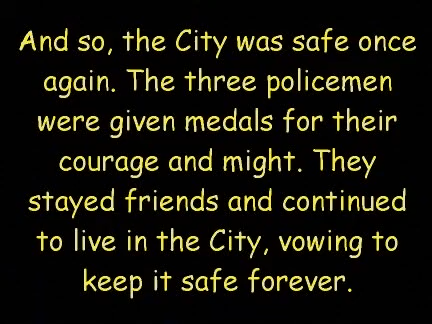 And so, the City was safe once
again. The three policemen
were given medals for their
courage and might. They
stayed friends and continued
to live in the City, vowing to
keep it safe forever.